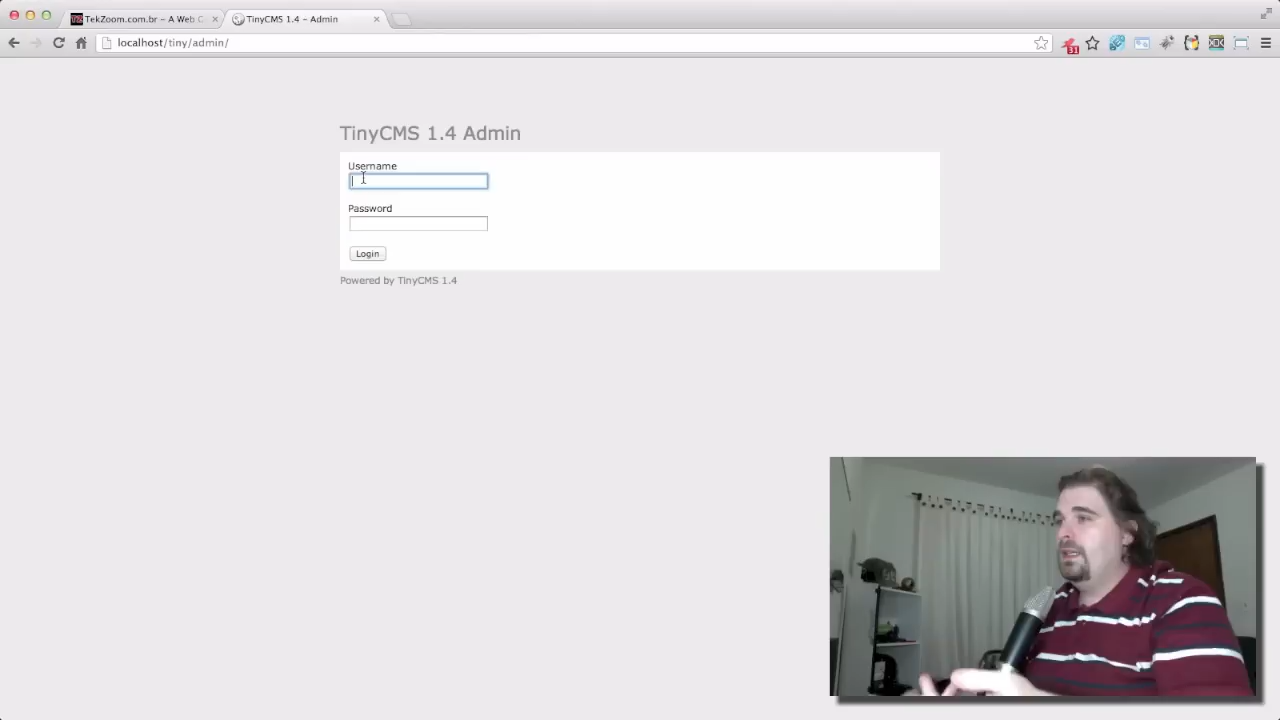 TekZoom.com.br – A Web C
TinyCMS 1.4 – Admin
localhost/tiny/admin/
31
TinyCMS 1.4 Admin
Username
Password
Login
Powered by TinyCMS 1.4